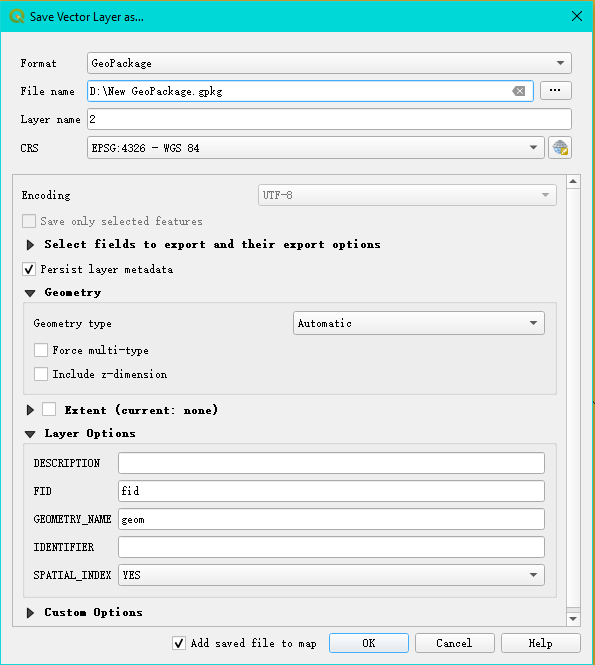 Save Vector Layer as...
Format GeoPackage
File name D:\New GeoPackage.gpkg ...
Layer name 2
CRS EPSG:4326 - WGS 84
Encoding UTF-8
Save only selected features
Select fields to export and their export options
Persist layer metadata
Geometry
Geometry type Automatic
Force multi-type
Include z-dimension
Extent (current: none)
Layer Options
DESCRIPTION
FID fid
GEOMETRY_NAME geom
IDENTIFIER
SPATIAL_INDEX YES
Custom Options
Add saved file to map OK Cancel Help